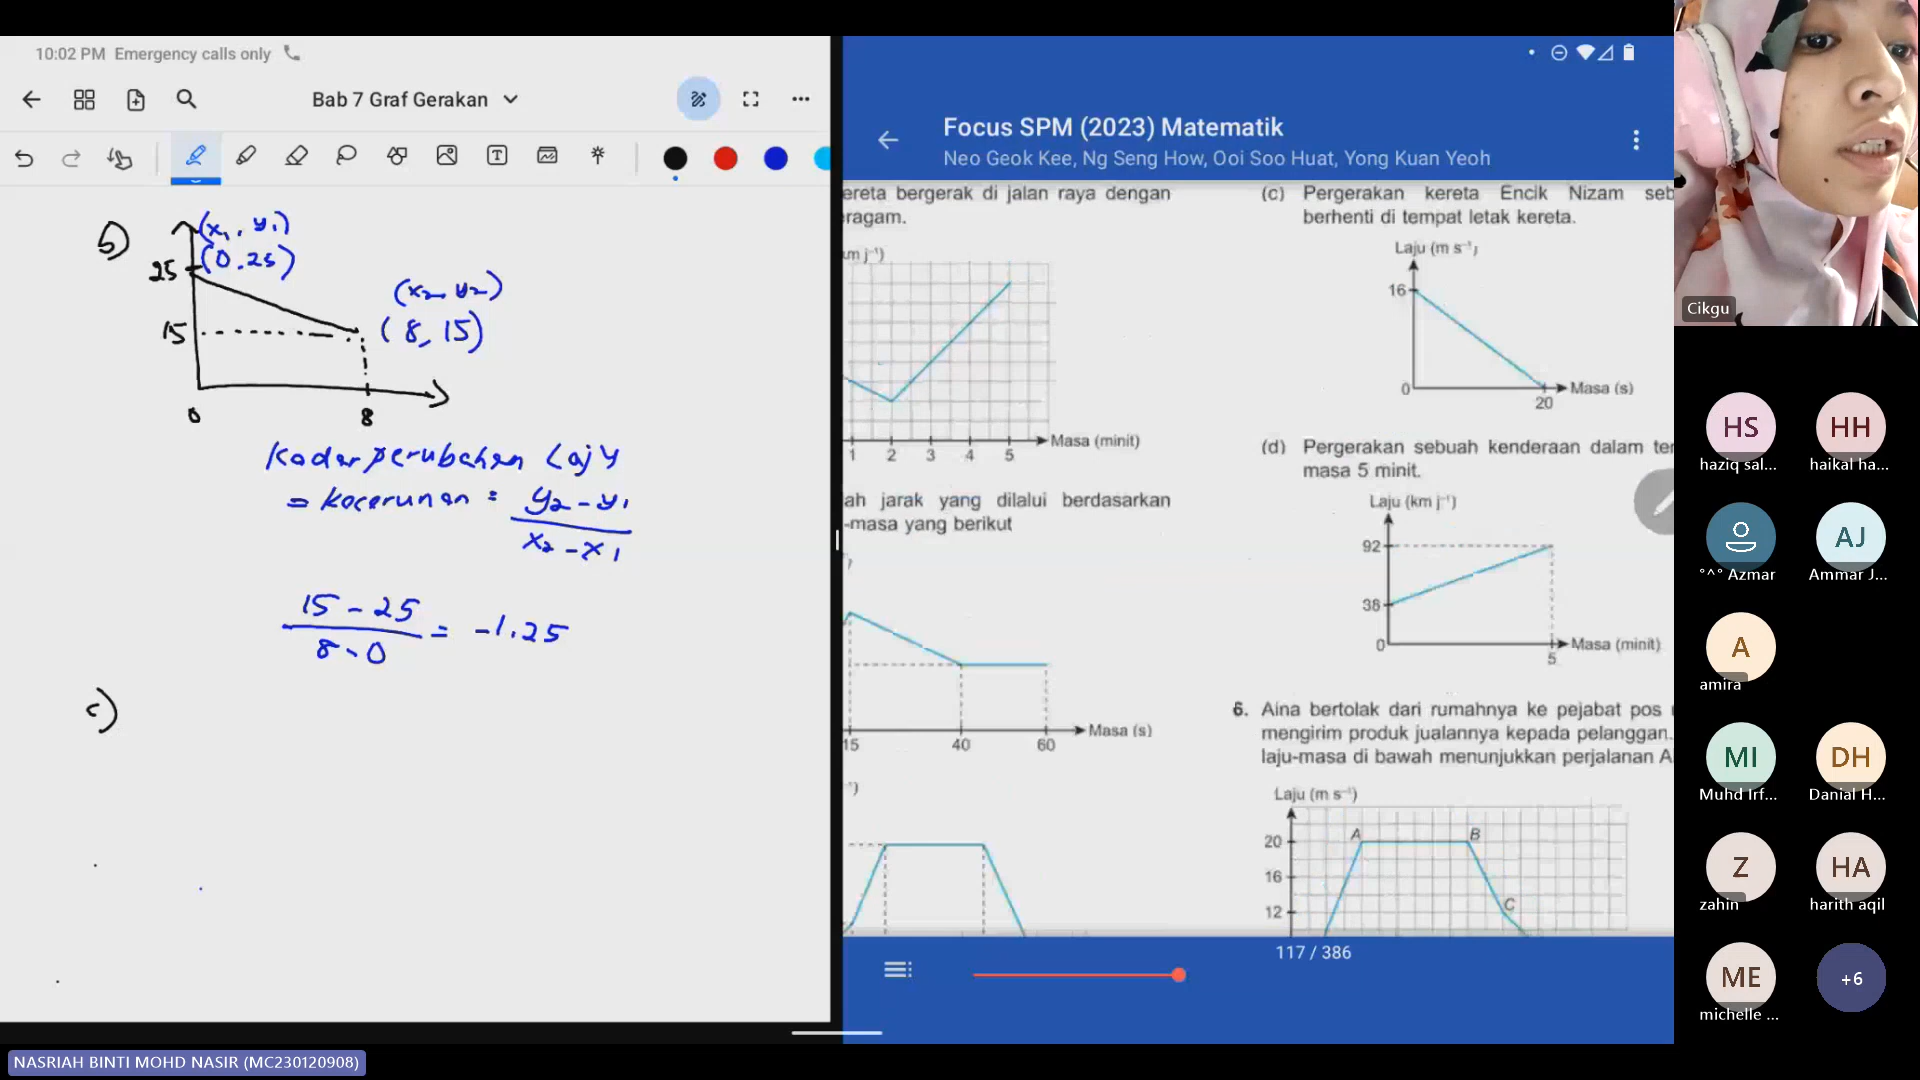 10:02 PM Emergency calls only
Bab 7 Graf Gerakan
b)
(x1, y1)
(0, 25)
25
(x2, y2)
(8, 15)
15
0
8
Kadar perubahan Laju
= kecerunan = y2 - y1
x2 - x1
15 - 25
8 - 0
= -1.25
c)
Focus SPM (2023) Matematik
Neo Geok Kee, Ng Seng How, Ooi Soo Huat, Yong Kuan Yeoh
ereta bergerak di jalan raya dengan
ragam.
m j⁻¹)
1 2 3 4 5
Masa (minit)
ah jarak yang dilalui berdasarkan
-masa yang berikut
15 40 60
Masa (s)
⁻¹)
(c) Pergerakan kereta Encik Nizam seb
berhenti di tempat letak kereta.
Laju (m s⁻¹)
16
0
20
Masa (s)
(d) Pergerakan sebuah kenderaan dalam te
masa 5 minit.
Laju (km j⁻¹)
92
38
0
5
Masa (minit)
6. Aina bertolak dari rumahnya ke pejabat pos
mengirim produk jualannya kepada pelanggan.
laju-masa di bawah menunjukkan perjalanan A
Laju (m s⁻¹)
20
A
B
16
12
C
117 / 386
Cikgu
HS
haziq sal...
HH
haikal ha...
°^° Azmar
AJ
Ammar J...
A
amira
MI
Muhd Irf...
DH
Danial H...
Z
zahin
HA
harith aqil
ME
michelle ...
+6
NASRIAH BINTI MOHD NASIR (MC230120908)